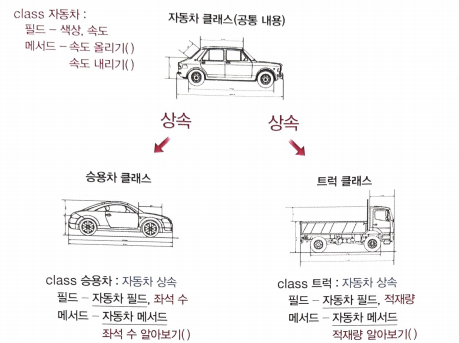 class 자동차 :
필드 – 색상, 속도
메서드 – 속도 올리기()
속도 내리기()
자동차 클래스(공통 내용)
상속
상속
승용차 클래스
트럭 클래스
class 승용차 : 자동차 상속
필드 – 자동차 필드, 좌석 수
메서드 – 자동차 메서드
좌석 수 알아보기()
class 트럭 : 자동차 상속
필드 – 자동차 필드, 적재량
메서드 – 자동차 메서드
적재량 알아보기()